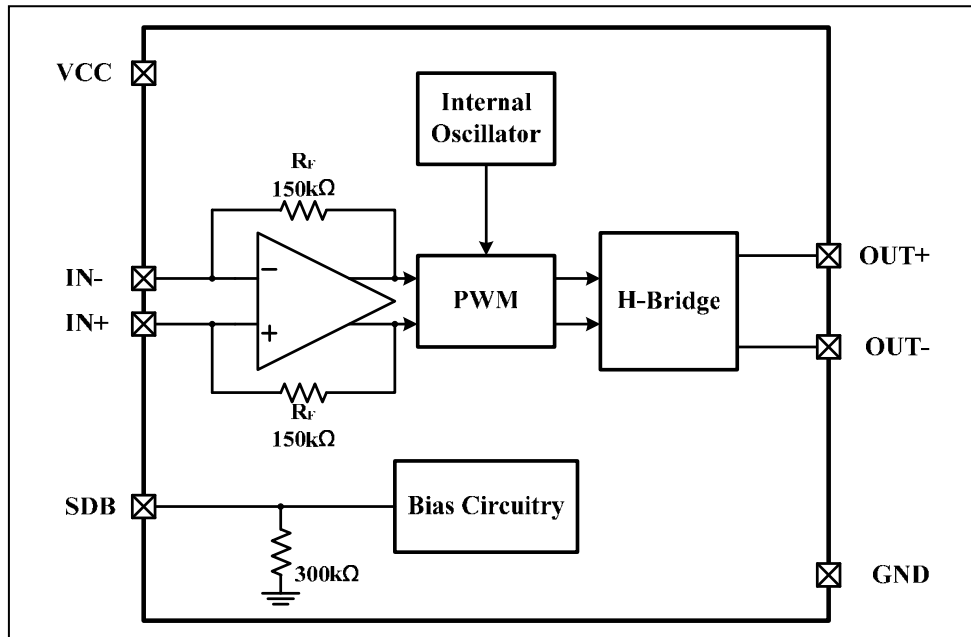 VCC
Internal
Oscillator
RF
150kΩ
IN-
IN+
−
+
PWM
H-Bridge
OUT+
OUT-
RF
150kΩ
SDB
Bias Circuitry
300kΩ
GND